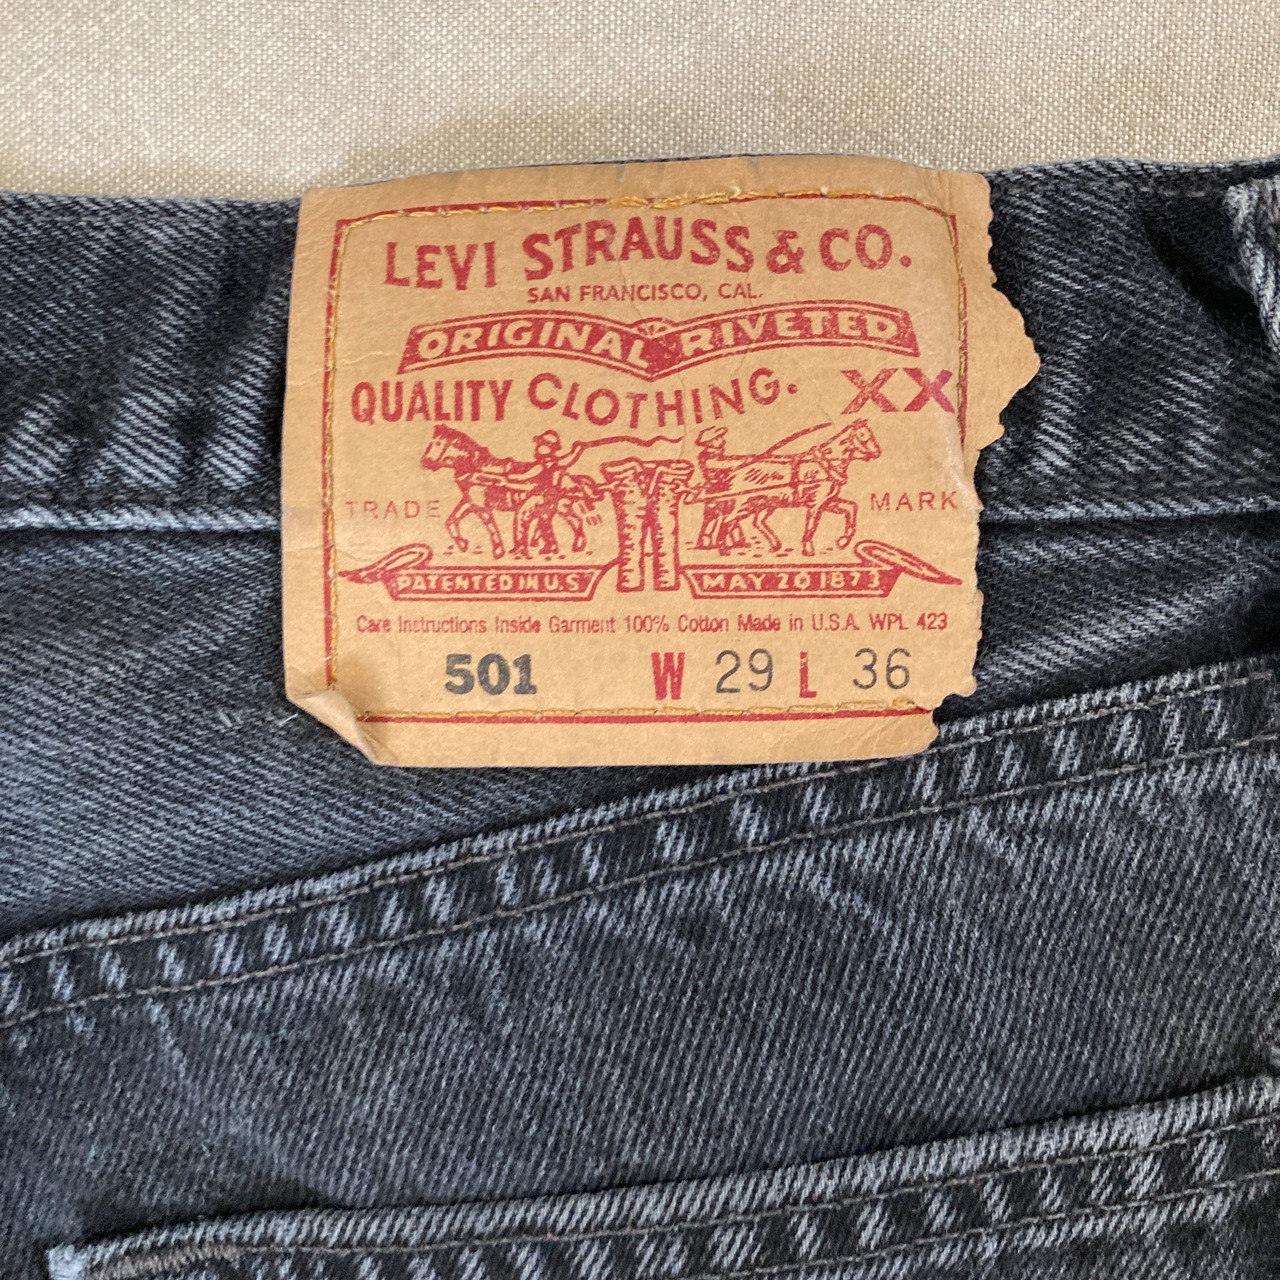 LEVI STRAUSS & CO.
SAN FRANCISCO, CAL.
ORIGINAL RIVETED
QUALITY CLOTHING. XX
TRADE MARK
PATENTED IN U.S MAY 20 1873
Care Instructions Inside Garment 100% Cotton Made in U.S.A. WPL 423
501 W 29 L 36